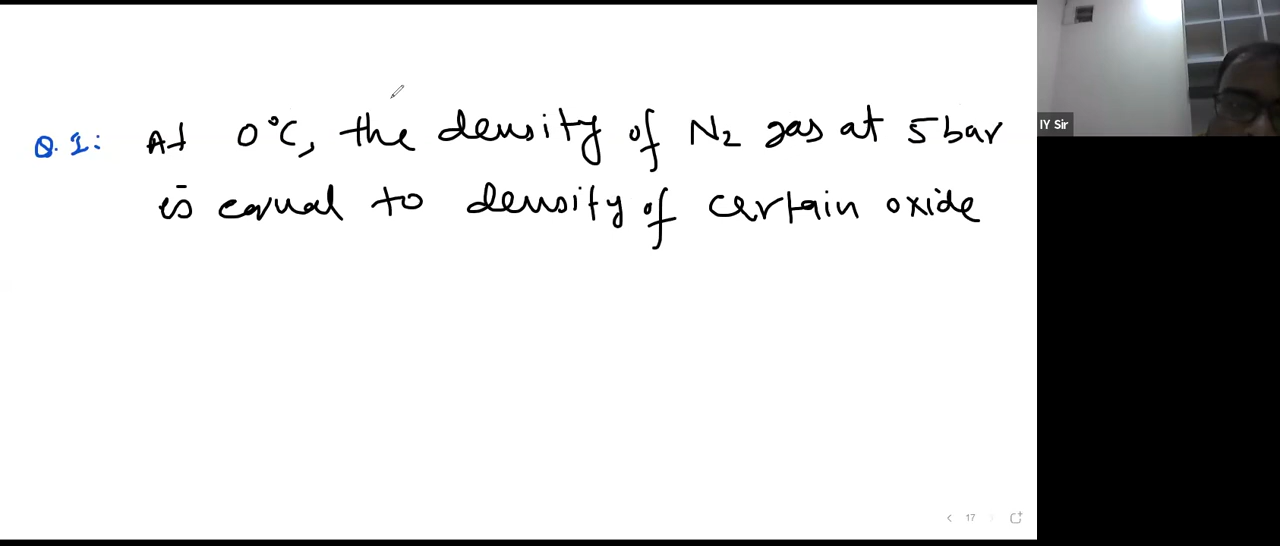 Q.1: At 0°C, the density of N₂ gas at 5 bar
is equal to density of certain oxide
IY Sir
17